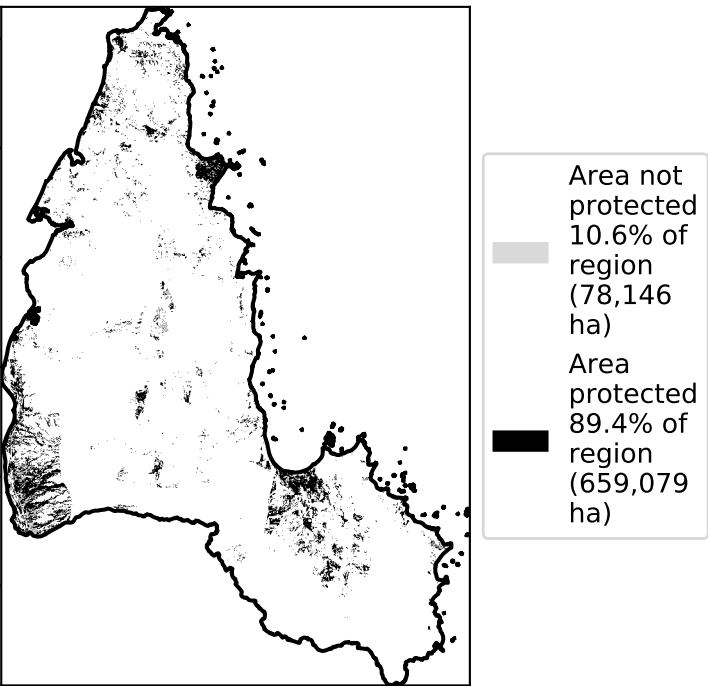 Area not
protected
10.6% of
region
(78,146
ha)
Area
protected
89.4% of
region
(659,079
ha)